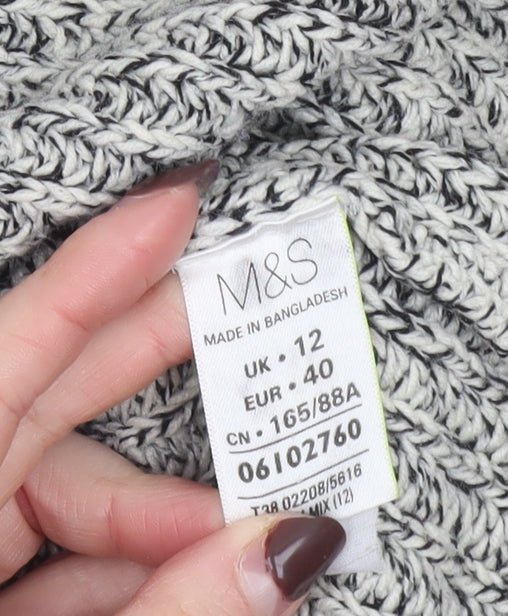 M&S
MADE IN BANGLADESH
UK • 12
EUR • 40
CN • 165/88A
06102760
T38 02208/5616
MIX (12)